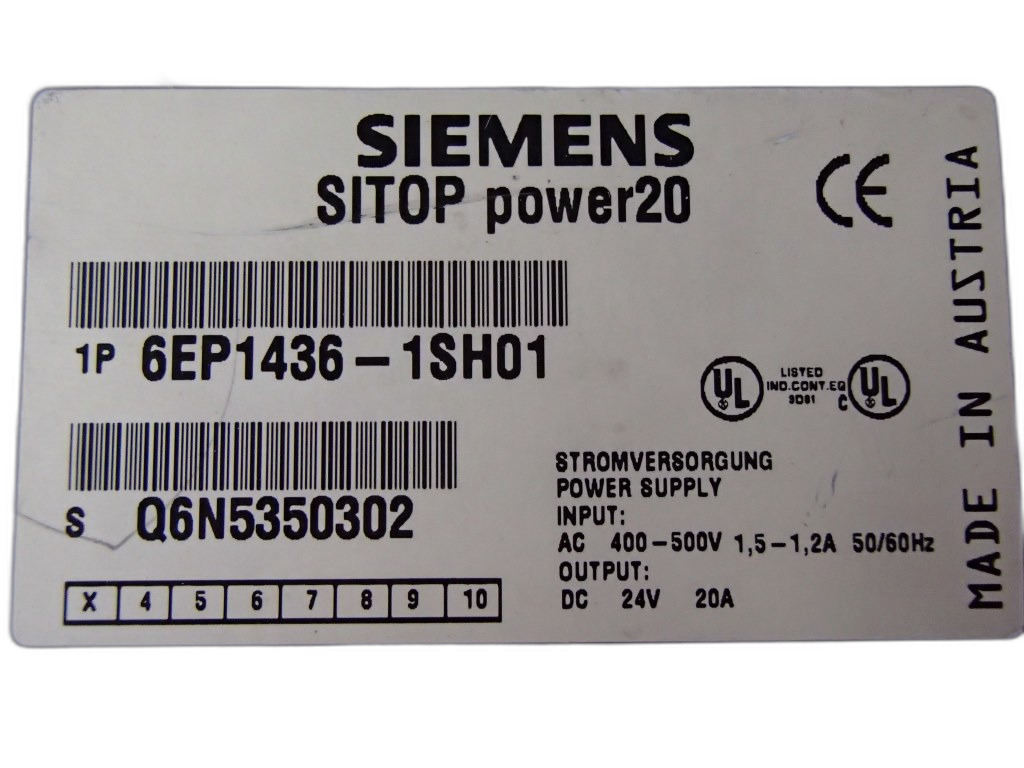 SIEMENS
SITOP power20
CE
1P 6EP1436-1SH01
UL LISTED C UL
IND.CONT.EQ
S Q6N5350302
STROMVERSORGUNG
POWER SUPPLY
INPUT:
AC 400-500V 1,5-1,2A 50/60Hz
OUTPUT:
DC 24V 20A
X 4 5 6 7 8 9 10
MADE IN AUSTRIA